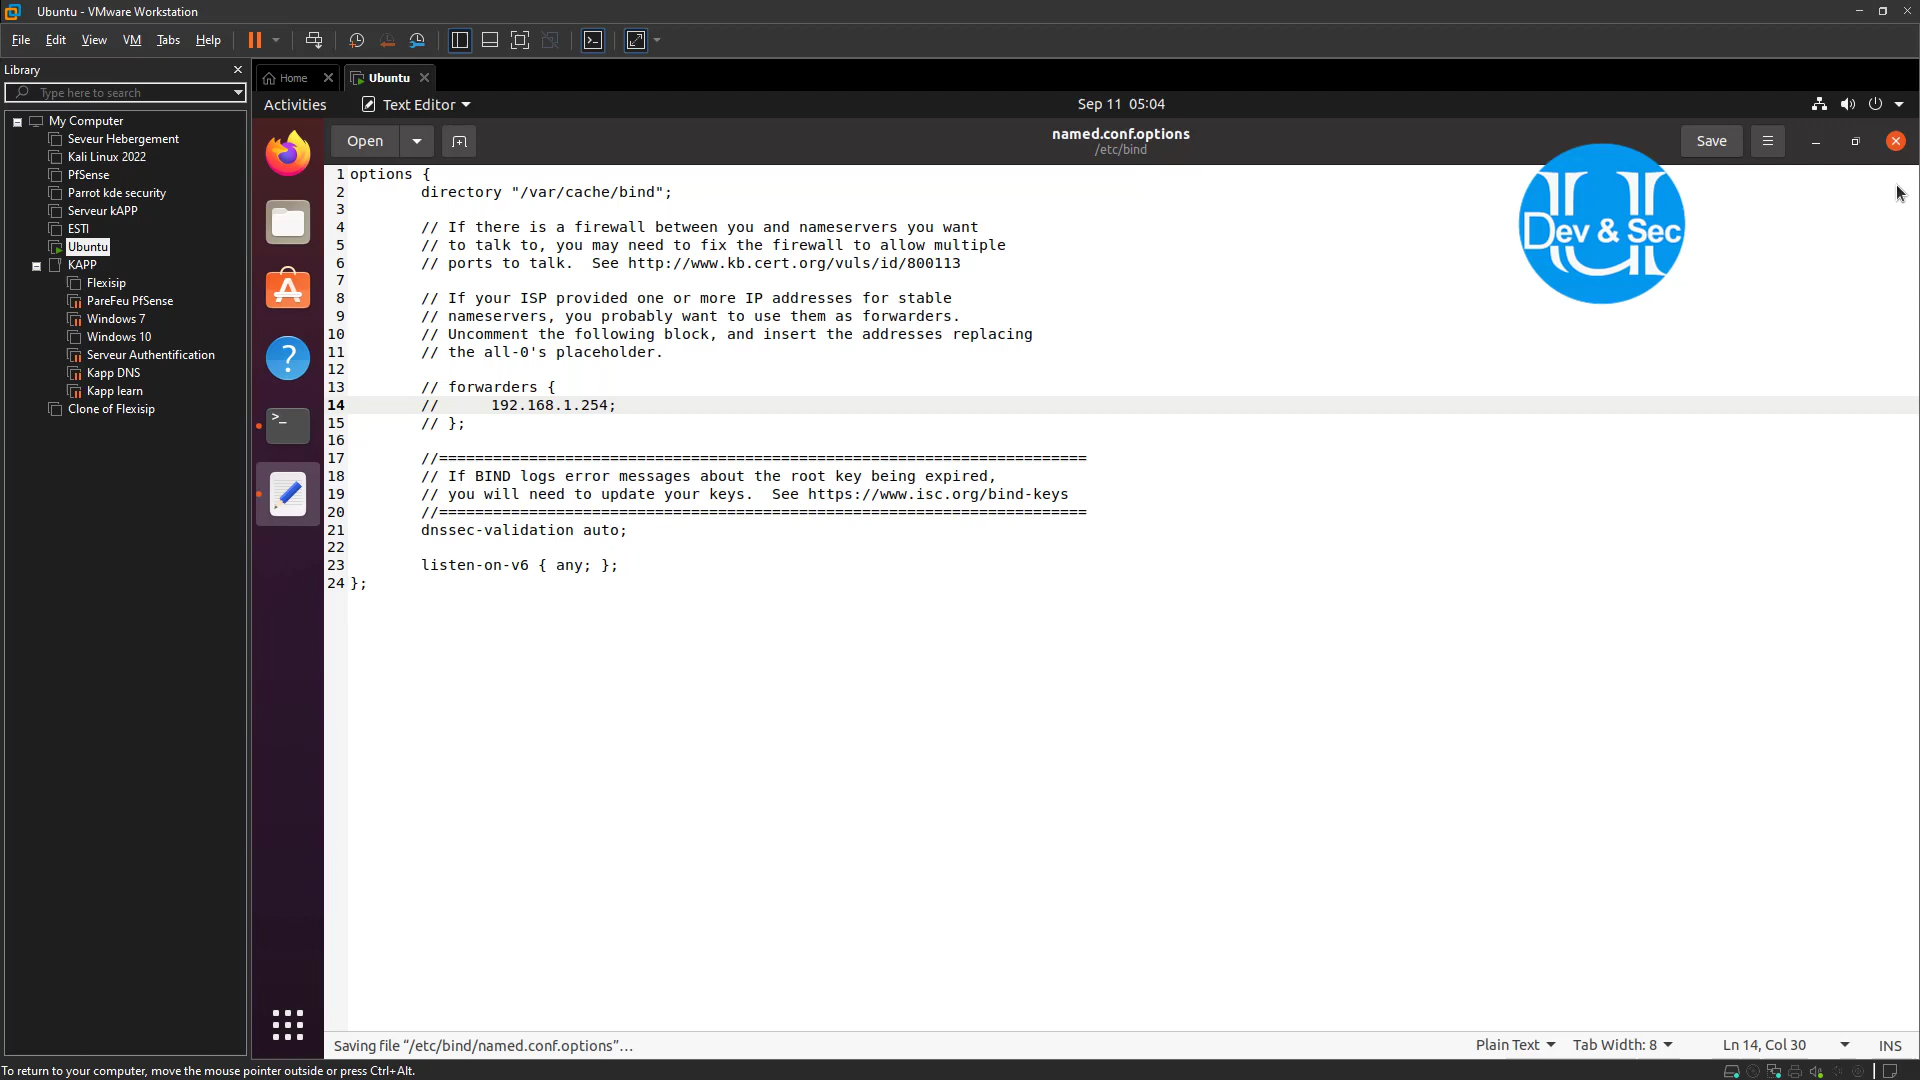 Ubuntu - VMware Workstation
File Edit View VM Tabs Help
Library
Type here to search
My Computer
Seveur Hebergement
Kali Linux 2022
PfSense
Parrot kde security
Serveur kAPP
ESTI
Ubuntu
KAPP
Flexisip
PareFeu PfSense
Windows 7
Windows 10
Serveur Authentification
Kapp DNS
Kapp learn
Clone of Flexisip
Home Ubuntu
Activities Text Editor Sep 11 05:04
Open named.conf.options Save
/etc/bind
1 options {
2 directory "/var/cache/bind";
3
4 // If there is a firewall between you and nameservers you want
5 // to talk to, you may need to fix the firewall to allow multiple
6 // ports to talk.  See http://www.kb.cert.org/vuls/id/800113
7
8 // If your ISP provided one or more IP addresses for stable
9 // nameservers, you probably want to use them as forwarders.
10 // Uncomment the following block, and insert the addresses replacing
11 // the all-0's placeholder.
12
13 // forwarders {
14 // 192.168.1.254;
15 // };
16
17 //========================================================================
18 // If BIND logs error messages about the root key being expired,
19 // you will need to update your keys.  See https://www.isc.org/bind-keys
20 //========================================================================
21 dnssec-validation auto;
22
23 listen-on-v6 { any; };
24 };
Dev & Sec
Saving file “/etc/bind/named.conf.options”… Plain Text Tab Width: 8 Ln 14, Col 30 INS
To return to your computer, move the mouse pointer outside or press Ctrl+Alt.